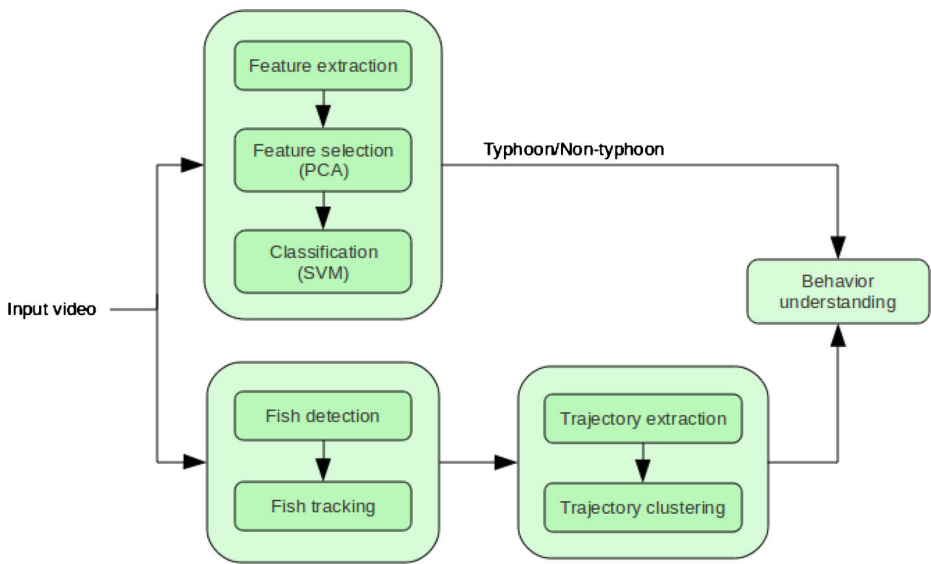 Feature extraction
Feature selection
(PCA)
Classification
(SVM)
Typhoon/Non-typhoon
Behavior
understanding
Input video
Fish detection
Fish tracking
Trajectory extraction
Trajectory clustering